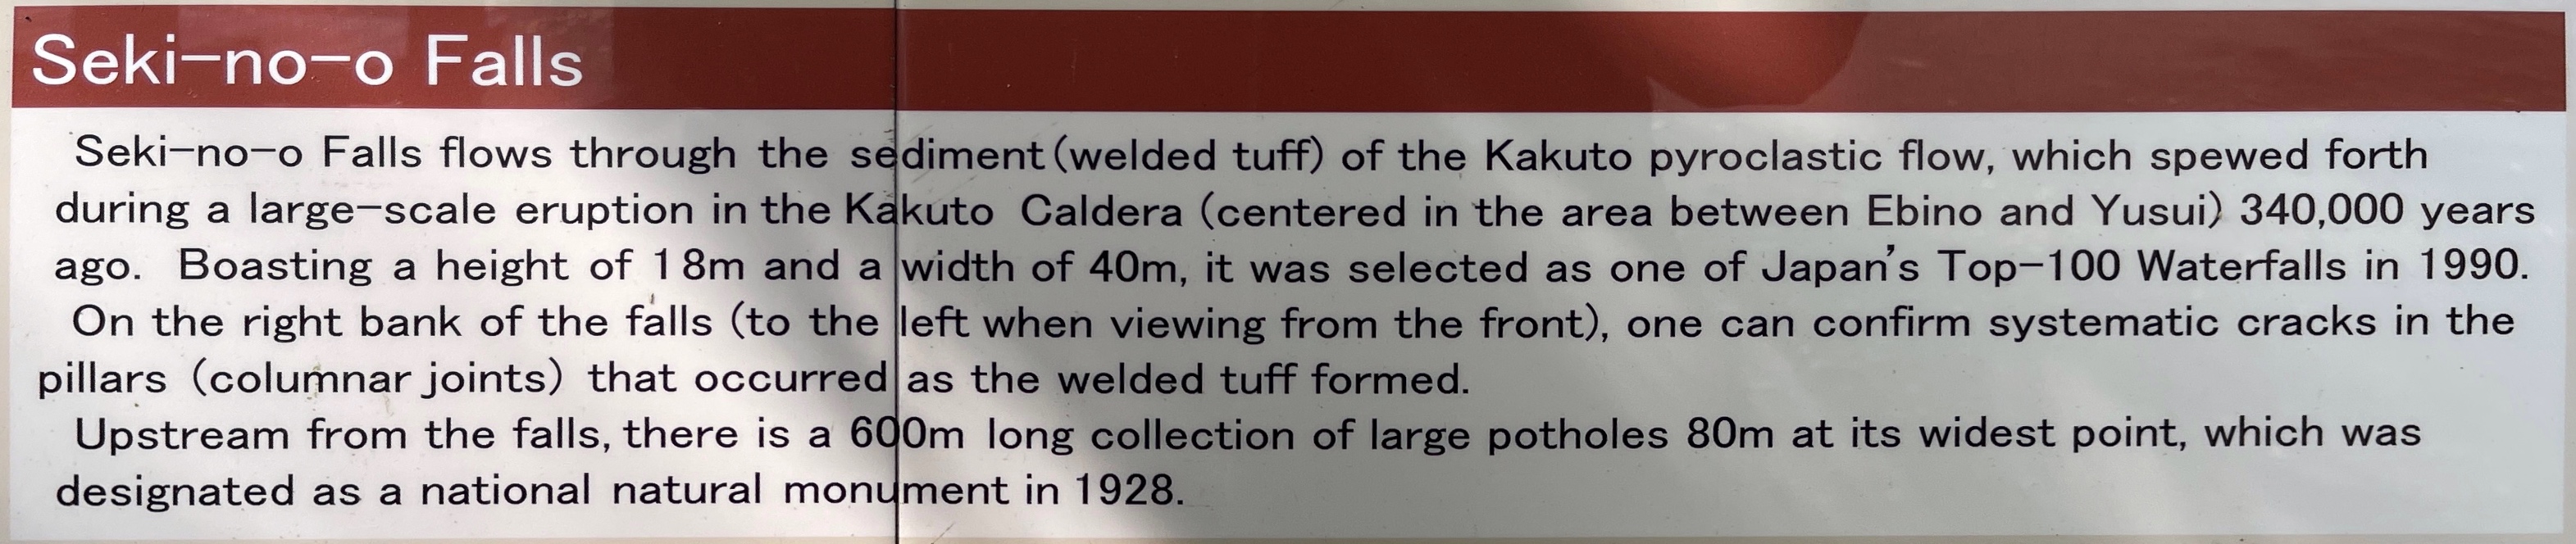 Seki-no-o Falls
Seki-no-o Falls flows through the sediment (welded tuff) of the Kakuto pyroclastic flow, which spewed forth
during a large-scale eruption in the Kakuto Caldera (centered in the area between Ebino and Yusui) 340,000 years
ago. Boasting a height of 18m and a width of 40m, it was selected as one of Japan's Top-100 Waterfalls in 1990.
On the right bank of the falls (to the left when viewing from the front), one can confirm systematic cracks in the
pillars (columnar joints) that occurred as the welded tuff formed.
Upstream from the falls, there is a 600m long collection of large potholes 80m at its widest point, which was
designated as a national natural monument in 1928.